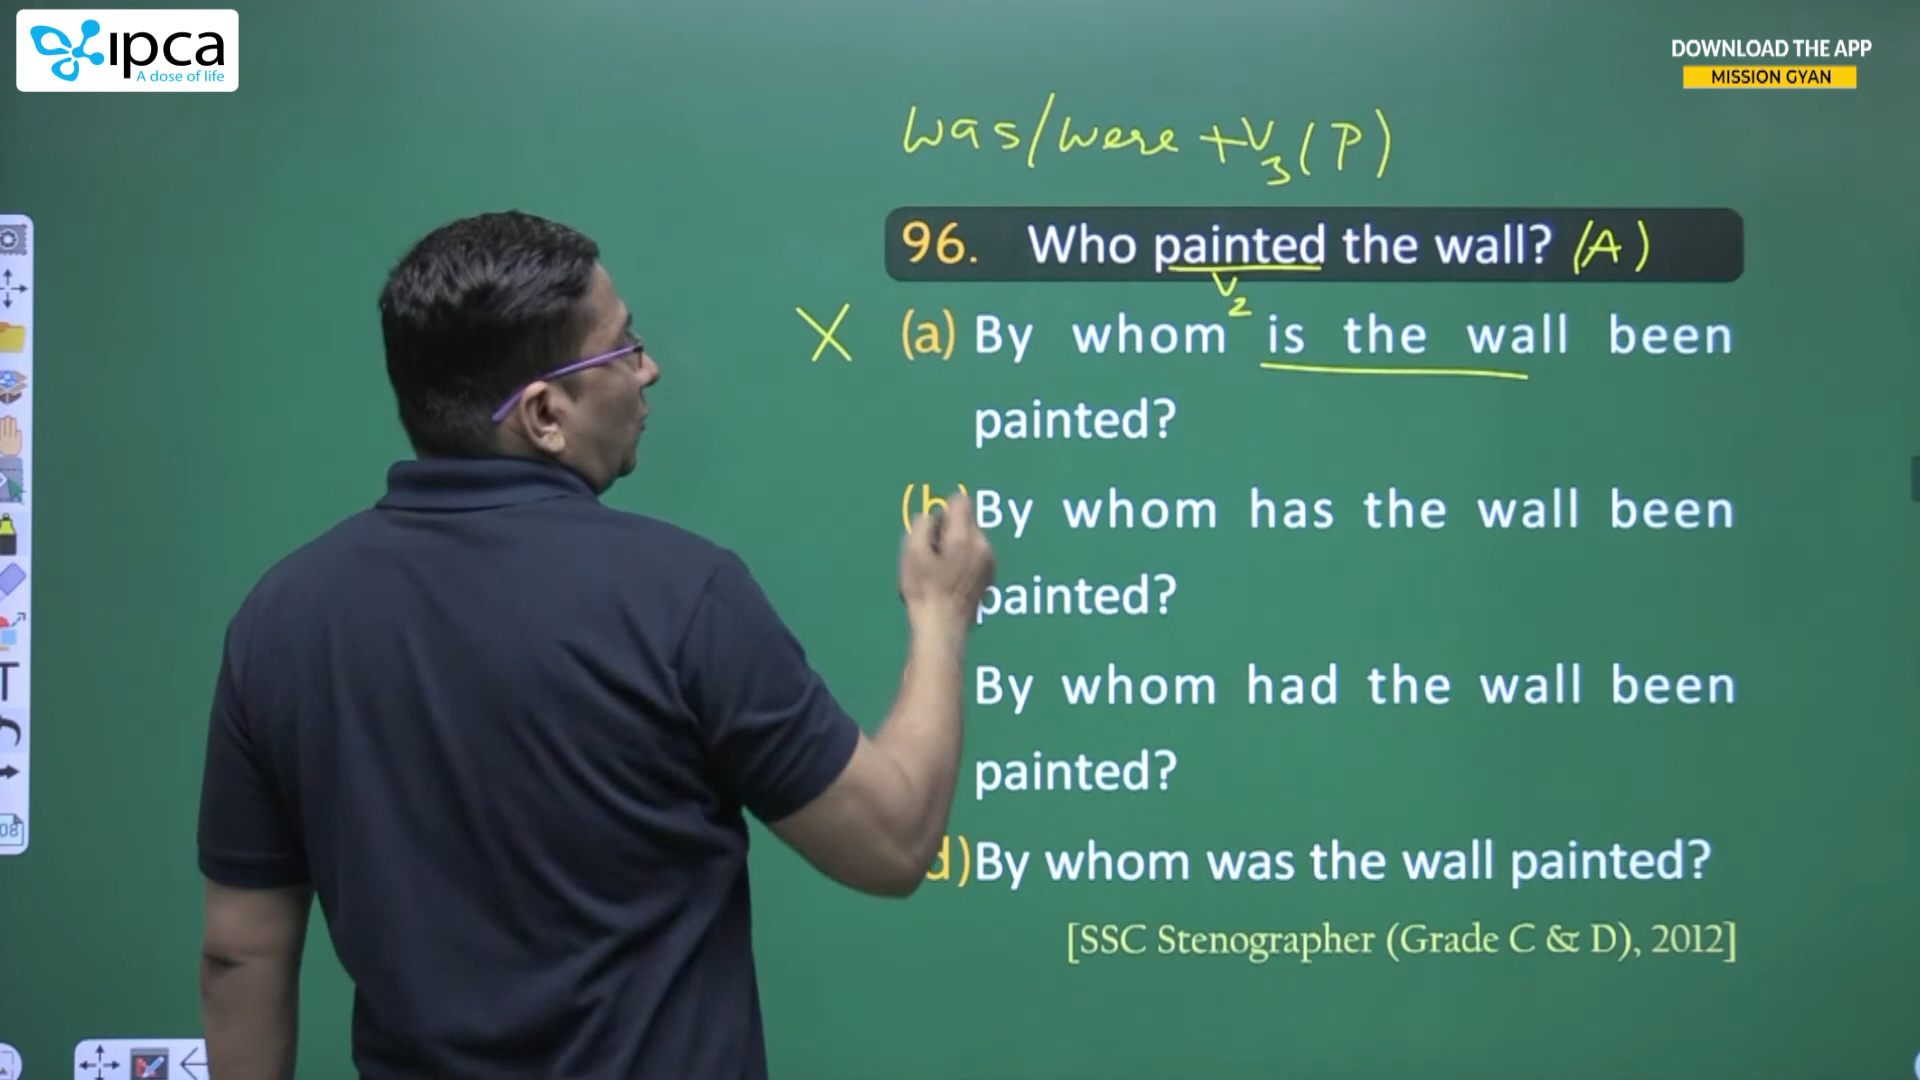 ipca
A dose of life
DOWNLOAD THE APP
MISSION GYAN
was/were + V3 (P)
96. Who painted the wall? (A)
V2
X (a) By whom is the wall been
painted?
(b) By whom has the wall been
painted?
By whom had the wall been
painted?
d) By whom was the wall painted?
[SSC Stenographer (Grade C & D), 2012]
T
08